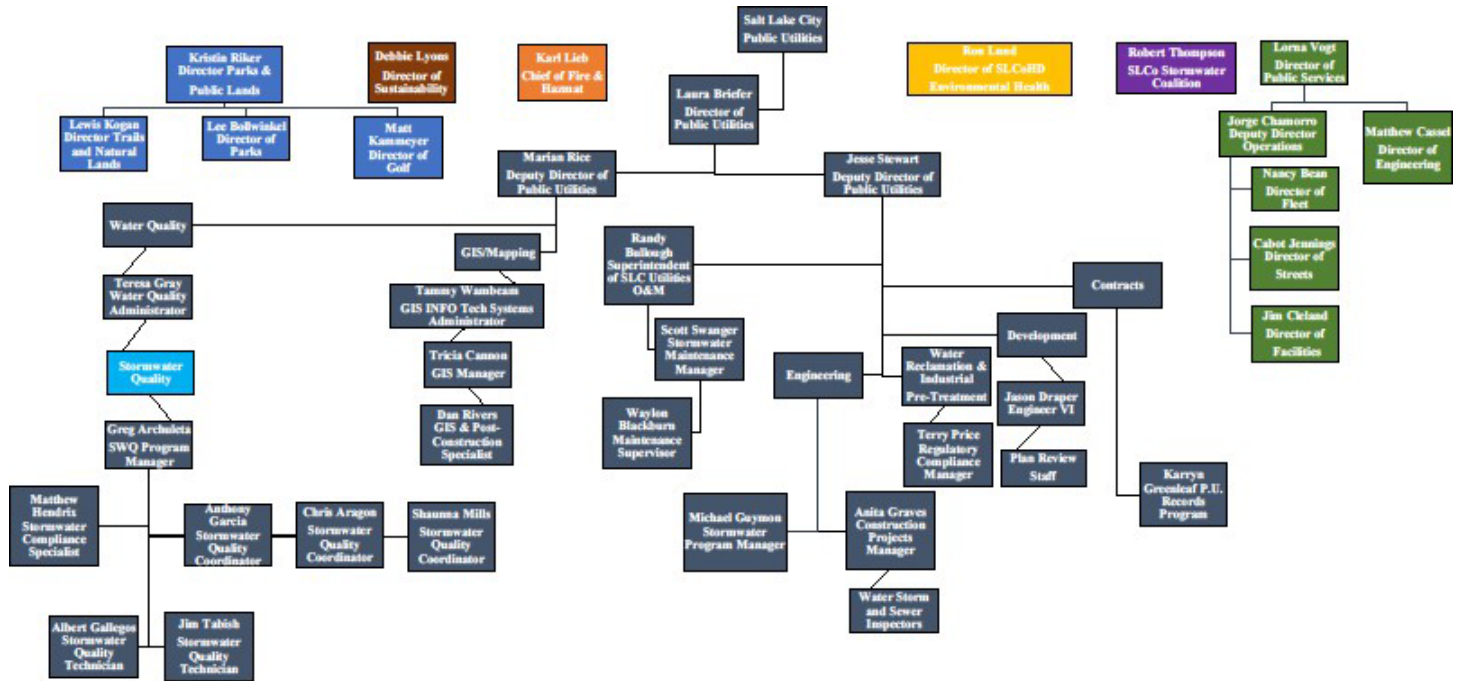 Salt Lake City
Public Utilities
Kristin Riker
Director Parks &
Public Lands
Debbie Lyons
Director of
Sustainability
Karl Lieb
Chief of Fire &
Hazmat
Ron Lund
Director of SLCoHD
Environmental Health
Robert Thompson
SLCo Stormwater
Coalition
Lorna Vogt
Director of
Public Services
Laura Briefer
Director of
Public Utilities
Lewis Kogan
Director Trails
and Natural
Lands
Lee Bollwinkel
Director of
Parks
Matt
Kammeyer
Director of
Golf
Jorge Chamorro
Deputy Director
Operations
Matthew Cassel
Director of
Engineering
Marian Rice
Deputy Director of
Public Utilities
Jesse Stewart
Deputy Director of
Public Utilities
Nancy Bean
Director of
Fleet
Water Quality
GIS/Mapping
Randy
Bullough
Superintendent
of SLC Utilities
O&M
Cabot Jennings
Director of
Streets
Teresa Gray
Water Quality
Administrator
Tammy Wambeam
GIS INFO Tech Systems
Administrator
Contracts
Jim Cleland
Director of
Facilities
Scott Swanger
Stormwater
Maintenance
Manager
Development
Stormwater
Quality
Tricia Cannon
GIS Manager
Engineering
Water
Reclamation &
Industrial
Pre-Treatment
Jason Draper
Engineer VI
Greg Archuleta
SWQ Program
Manager
Dan Rivers
GIS & Post-
Construction
Specialist
Waylon
Blackburn
Maintenance
Supervisor
Terry Price
Regulatory
Compliance
Manager
Plan Review
Staff
Karryn
Greenleaf P.U.
Records
Program
Matthew
Hendrix
Stormwater
Compliance
Specialist
Anthony
Garcia
Stormwater
Quality
Coordinator
Chris Aragon
Stormwater
Quality
Coordinator
Shaunna Mills
Stormwater
Quality
Coordinator
Michael Guymon
Stormwater
Program Manager
Anita Graves
Construction
Projects
Manager
Water Storm
and Sewer
Inspectors
Albert Gallegos
Stormwater
Quality
Technician
Jim Tabish
Stormwater
Quality
Technician